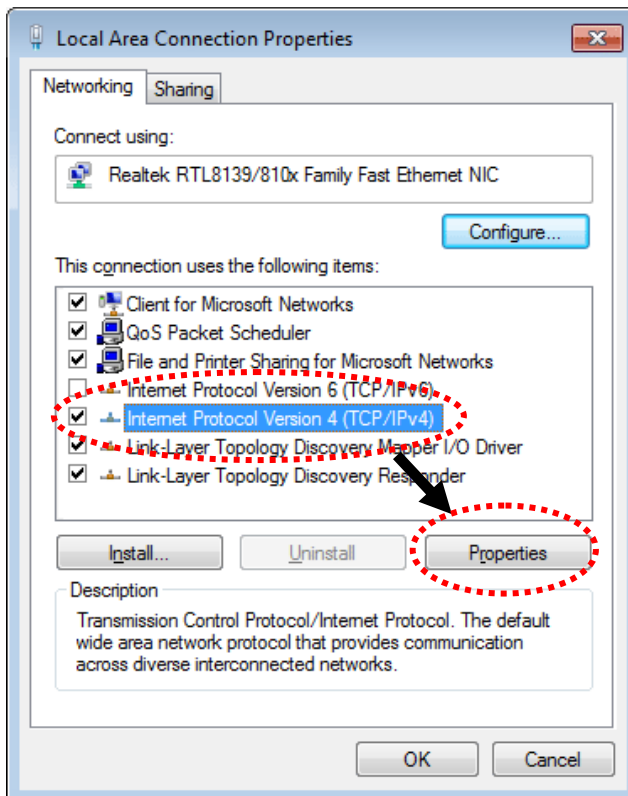 Local Area Connection Properties
Networking
Sharing
Connect using:
Realtek RTL8139/810x Family Fast Ethernet NIC
Configure...
This connection uses the following items:
Client for Microsoft Networks
QoS Packet Scheduler
File and Printer Sharing for Microsoft Networks
Internet Protocol Version 6 (TCP/IPv6)
Internet Protocol Version 4 (TCP/IPv4)
Link-Layer Topology Discovery Mapper I/O Driver
Link-Layer Topology Discovery Responder
Install...
Uninstall
Properties
Description
Transmission Control Protocol/Internet Protocol. The default
wide area network protocol that provides communication
across diverse interconnected networks.
OK
Cancel